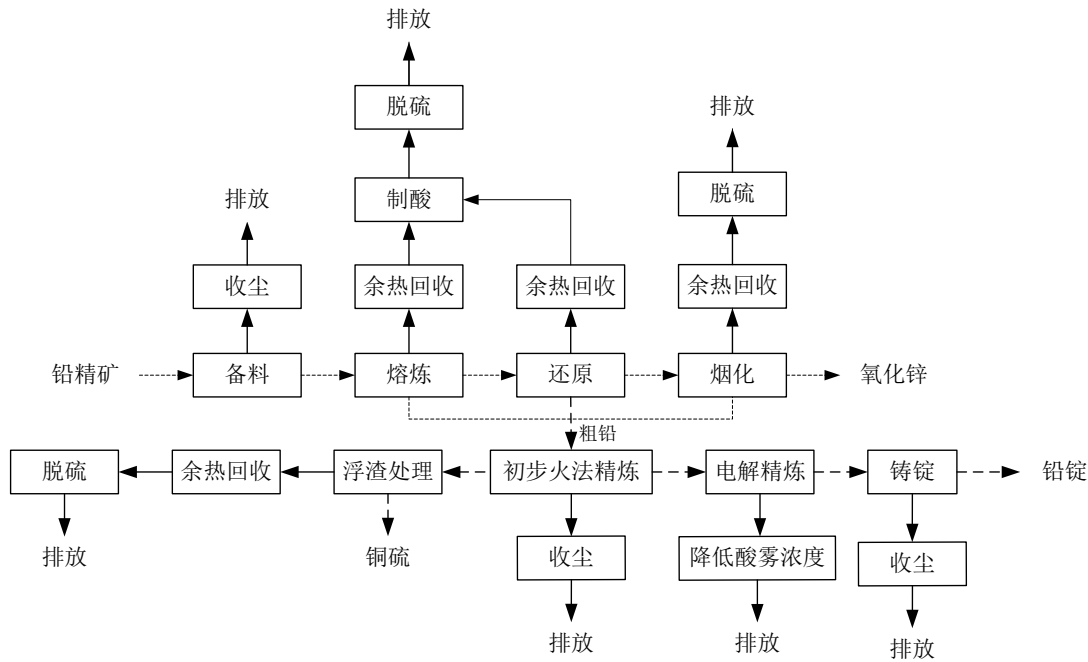 排放
脱硫
排放
制酸
脱硫
排放
收尘
余热回收
余热回收
余热回收
铅精矿
备料
熔炼
还原
烟化
氧化锌
粗铅
脱硫
余热回收
浮渣处理
初步火法精炼
电解精炼
铸锭
铅锭
排放
铜硫
收尘
降低酸雾浓度
收尘
排放
排放
排放